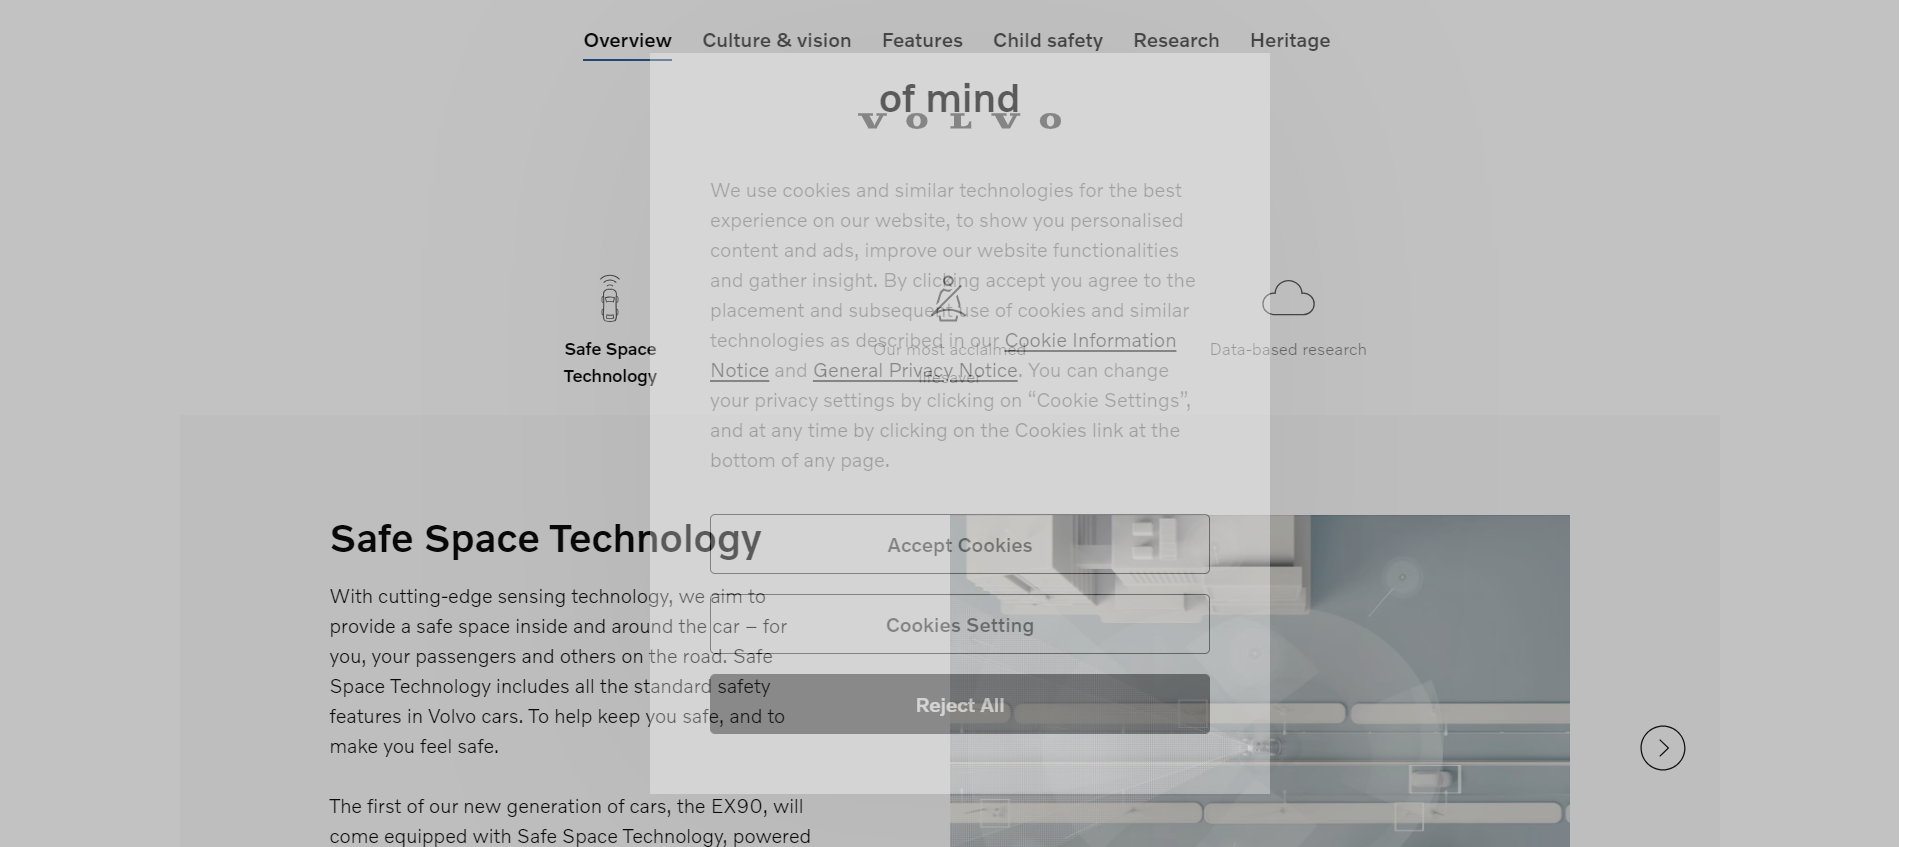 Overview Culture & vision Features Child safety Research Heritage
of mind
VOLVO
We use cookies and similar technologies for the best
experience on our website, to show you personalised
content and ads, improve our website functionalities
and gather insight. By clicking accept you agree to the
placement and subsequent use of cookies and similar
technologies as described in our Cookie Information
Notice and General Privacy Notice. You can change
your privacy settings by clicking on “Cookie Settings”,
and at any time by clicking on the Cookies link at the
bottom of any page.
Accept Cookies
Cookies Setting
Reject All
Safe Space
Technology
Our most acclaimed
lifesaver
Data-based research
Safe Space Technology
With cutting-edge sensing technology, we aim to
provide a safe space inside and around the car – for
you, your passengers and others on the road. Safe
Space Technology includes all the standard safety
features in Volvo cars. To help keep you safe, and to
make you feel safe.
The first of our new generation of cars, the EX90, will
come equipped with Safe Space Technology, powered